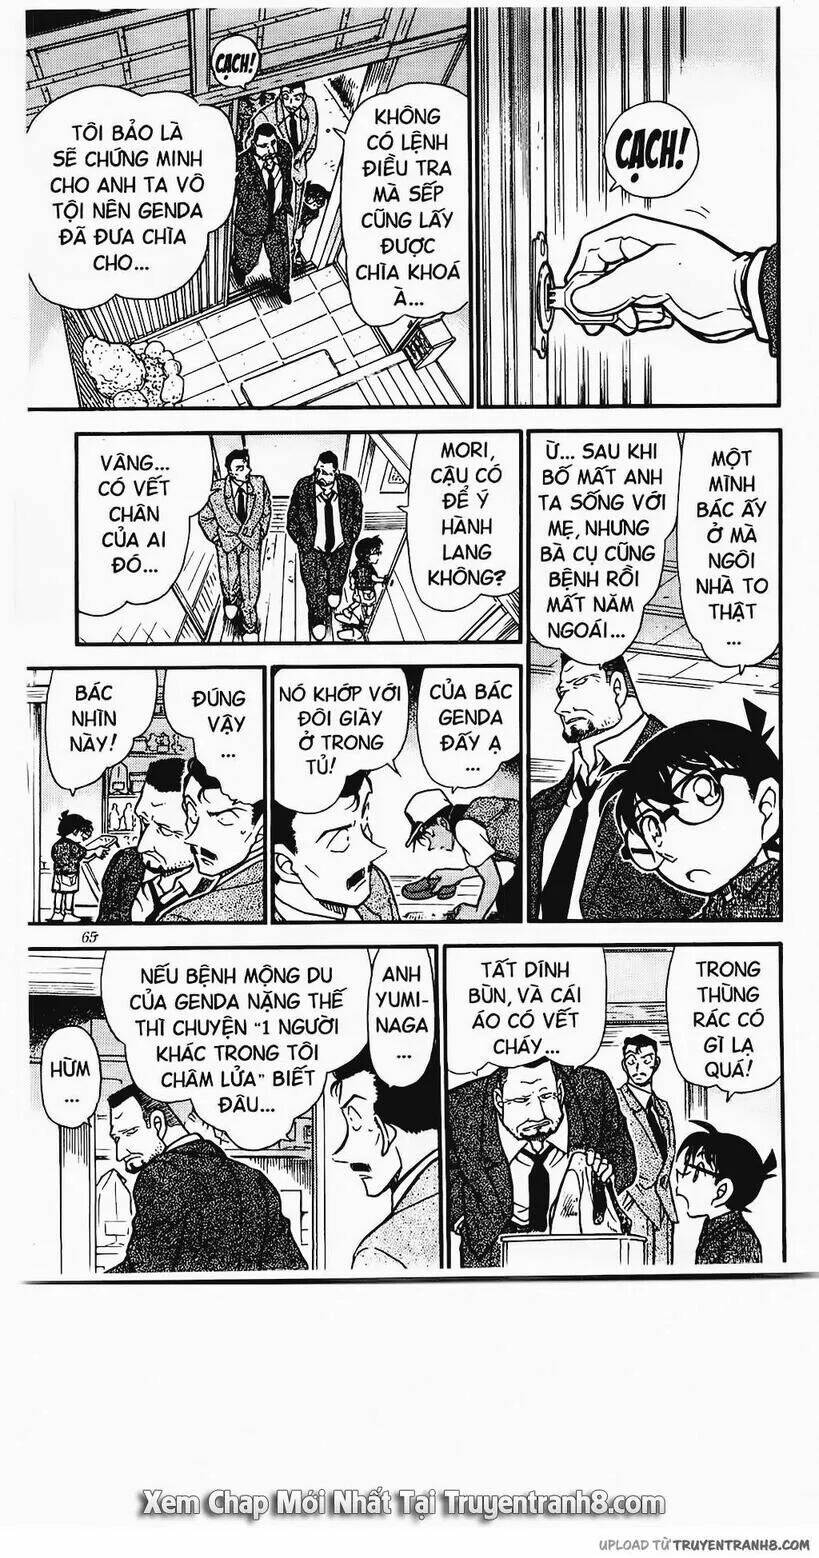 CẠCH!
CẠCH!
KHÔNG
CÓ LỆNH
ĐIỀU TRA
MÀ SẾP
CŨNG LẤY
ĐƯỢC
CHÌA KHOÁ
À...
TÔI BẢO LÀ
SẼ CHỨNG MINH
CHO ANH TA VÔ
TỘI NÊN GENDA
ĐÃ ĐƯA CHÌA
CHO...
MỘT
MÌNH
BÁC ẤY
Ở MÀ
NGÔI
NHÀ TO
THẬT
...
Ừ... SAU KHI
BỐ MẤT ANH
TA SỐNG VỚI
MẸ, NHƯNG
BÀ CỤ CŨNG
BỆNH RỒI
MẤT NĂM
NGOÁI...
MORI,
CẬU CÓ
ĐỂ Ý
HÀNH
LANG
KHÔNG?
VÂNG...
CÓ VẾT
CHÂN
CỦA AI
ĐÓ...
CỦA BÁC
GENDA
ĐẤY Ạ
...
NÓ KHỚP VỚI
ĐÔI GIÀY
Ở TRONG
TỦ!
ĐÚNG
VẬY
...
BÁC
NHÌN
NÀY!
65
TRONG
THÙNG
RÁC CÓ
GÌ LẠ
QUÁ!
TẤT DÍNH
BÙN, VÀ CÁI
ÁO CÓ VẾT
CHÁY...
ANH
YUMI-
NAGA
...
NẾU BỆNH MỘNG DU
CỦA GENDA NẶNG THẾ
THÌ CHUYỆN "1 NGƯỜI
KHÁC TRONG TÔI
CHÂM LỬA" BIẾT
ĐÂU...
HỪM
...
Xem Chap Mới Nhất Tại Truyentranh8.com
UPLOAD TỪ TRUYENTRANH8.COM